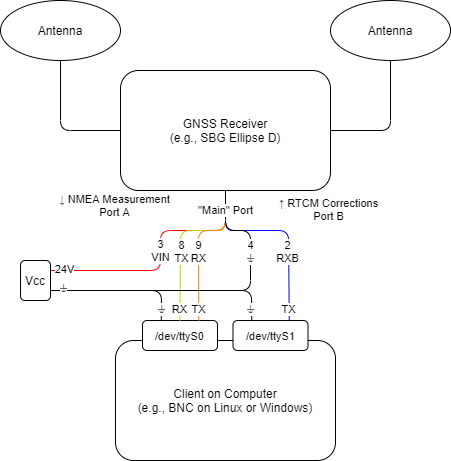 Antenna
Antenna
GNSS Receiver
(e.g., SBG Ellipse D)
↓ NMEA Measurement
Port A
"Main" Port
↑ RTCM Corrections
Port B
3 8 9 4 2
VIN TX RX RXB
Vcc
24V
RX TX TX
/dev/ttyS0
/dev/ttyS1
Client on Computer
(e.g., BNC on Linux or Windows)